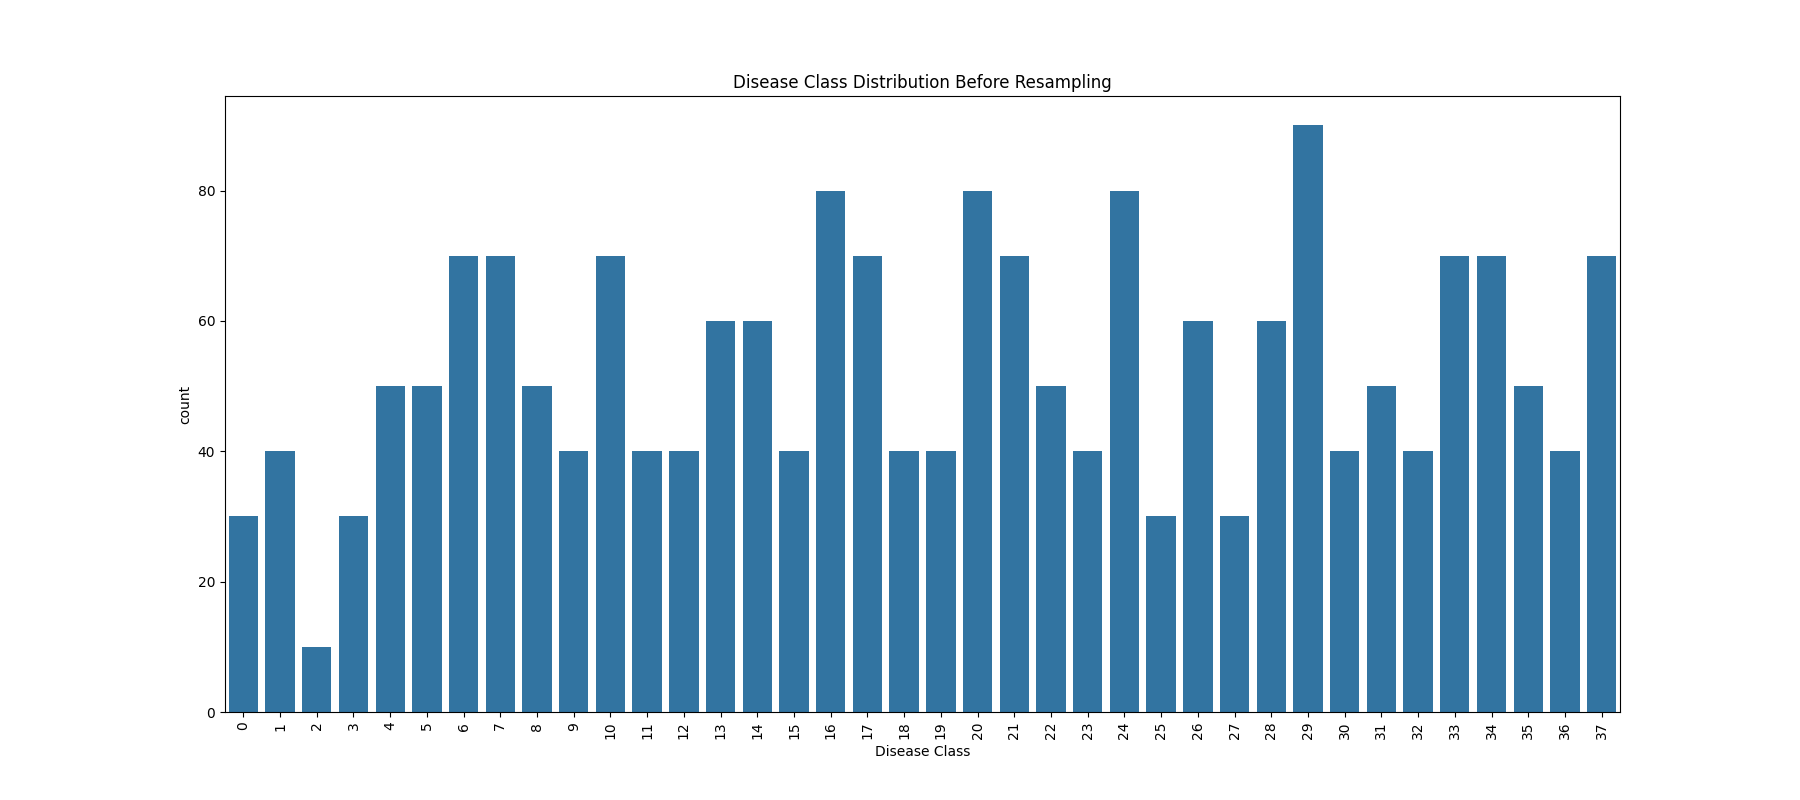 Disease Class Distribution Before Resampling
count
80
60
40
20
0
0 1 2 3 4 5 6 7 8 9 10 11 12 13 14 15 16 17 18 19 20 21 22 23 24 25 26 27 28 29 30 31 32 33 34 35 36 37
Disease Class